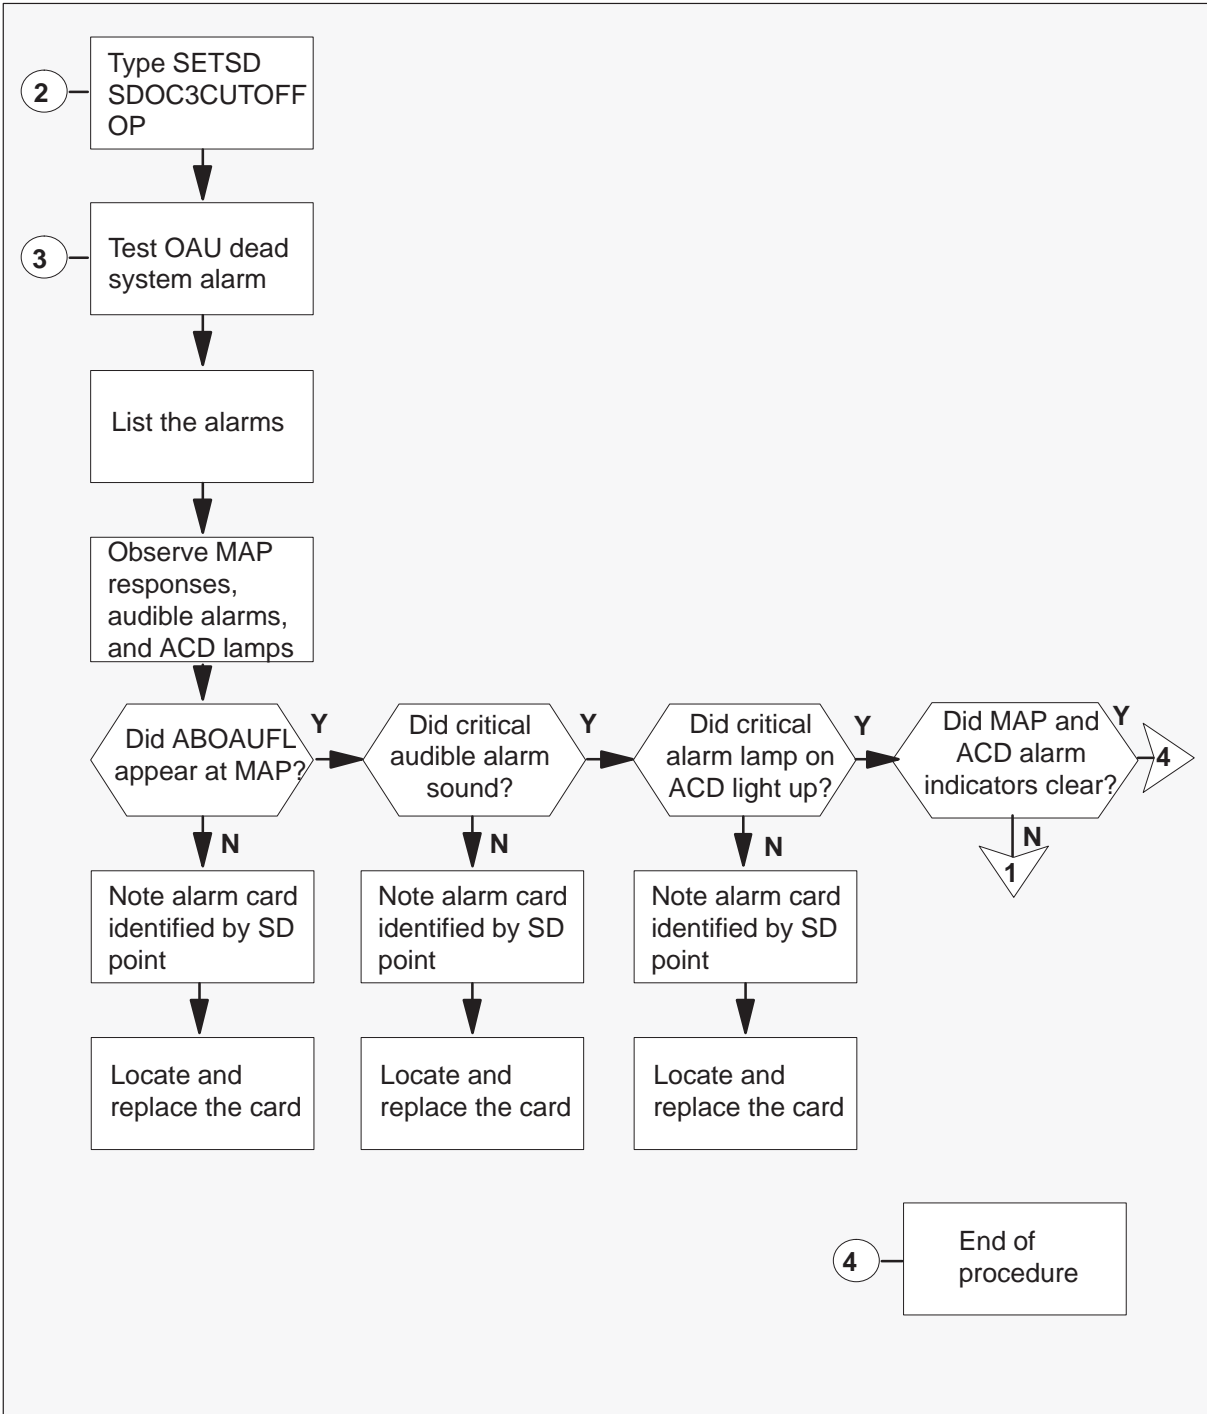 2
Type SETSD
SDOC3CUTOFF
OP
3
Test OAU dead
system alarm
List the alarms
Observe MAP
responses,
audible alarms,
and ACD lamps
Did ABOAUFL
appear at MAP?
Y
N
Did critical
audible alarm
sound?
Y
N
Did critical
alarm lamp on
ACD light up?
Y
N
Did MAP and
ACD alarm
indicators clear?
Y
4
N
1
Note alarm card
identified by SD
point
Note alarm card
identified by SD
point
Note alarm card
identified by SD
point
Locate and
replace the card
Locate and
replace the card
Locate and
replace the card
4
End of
procedure